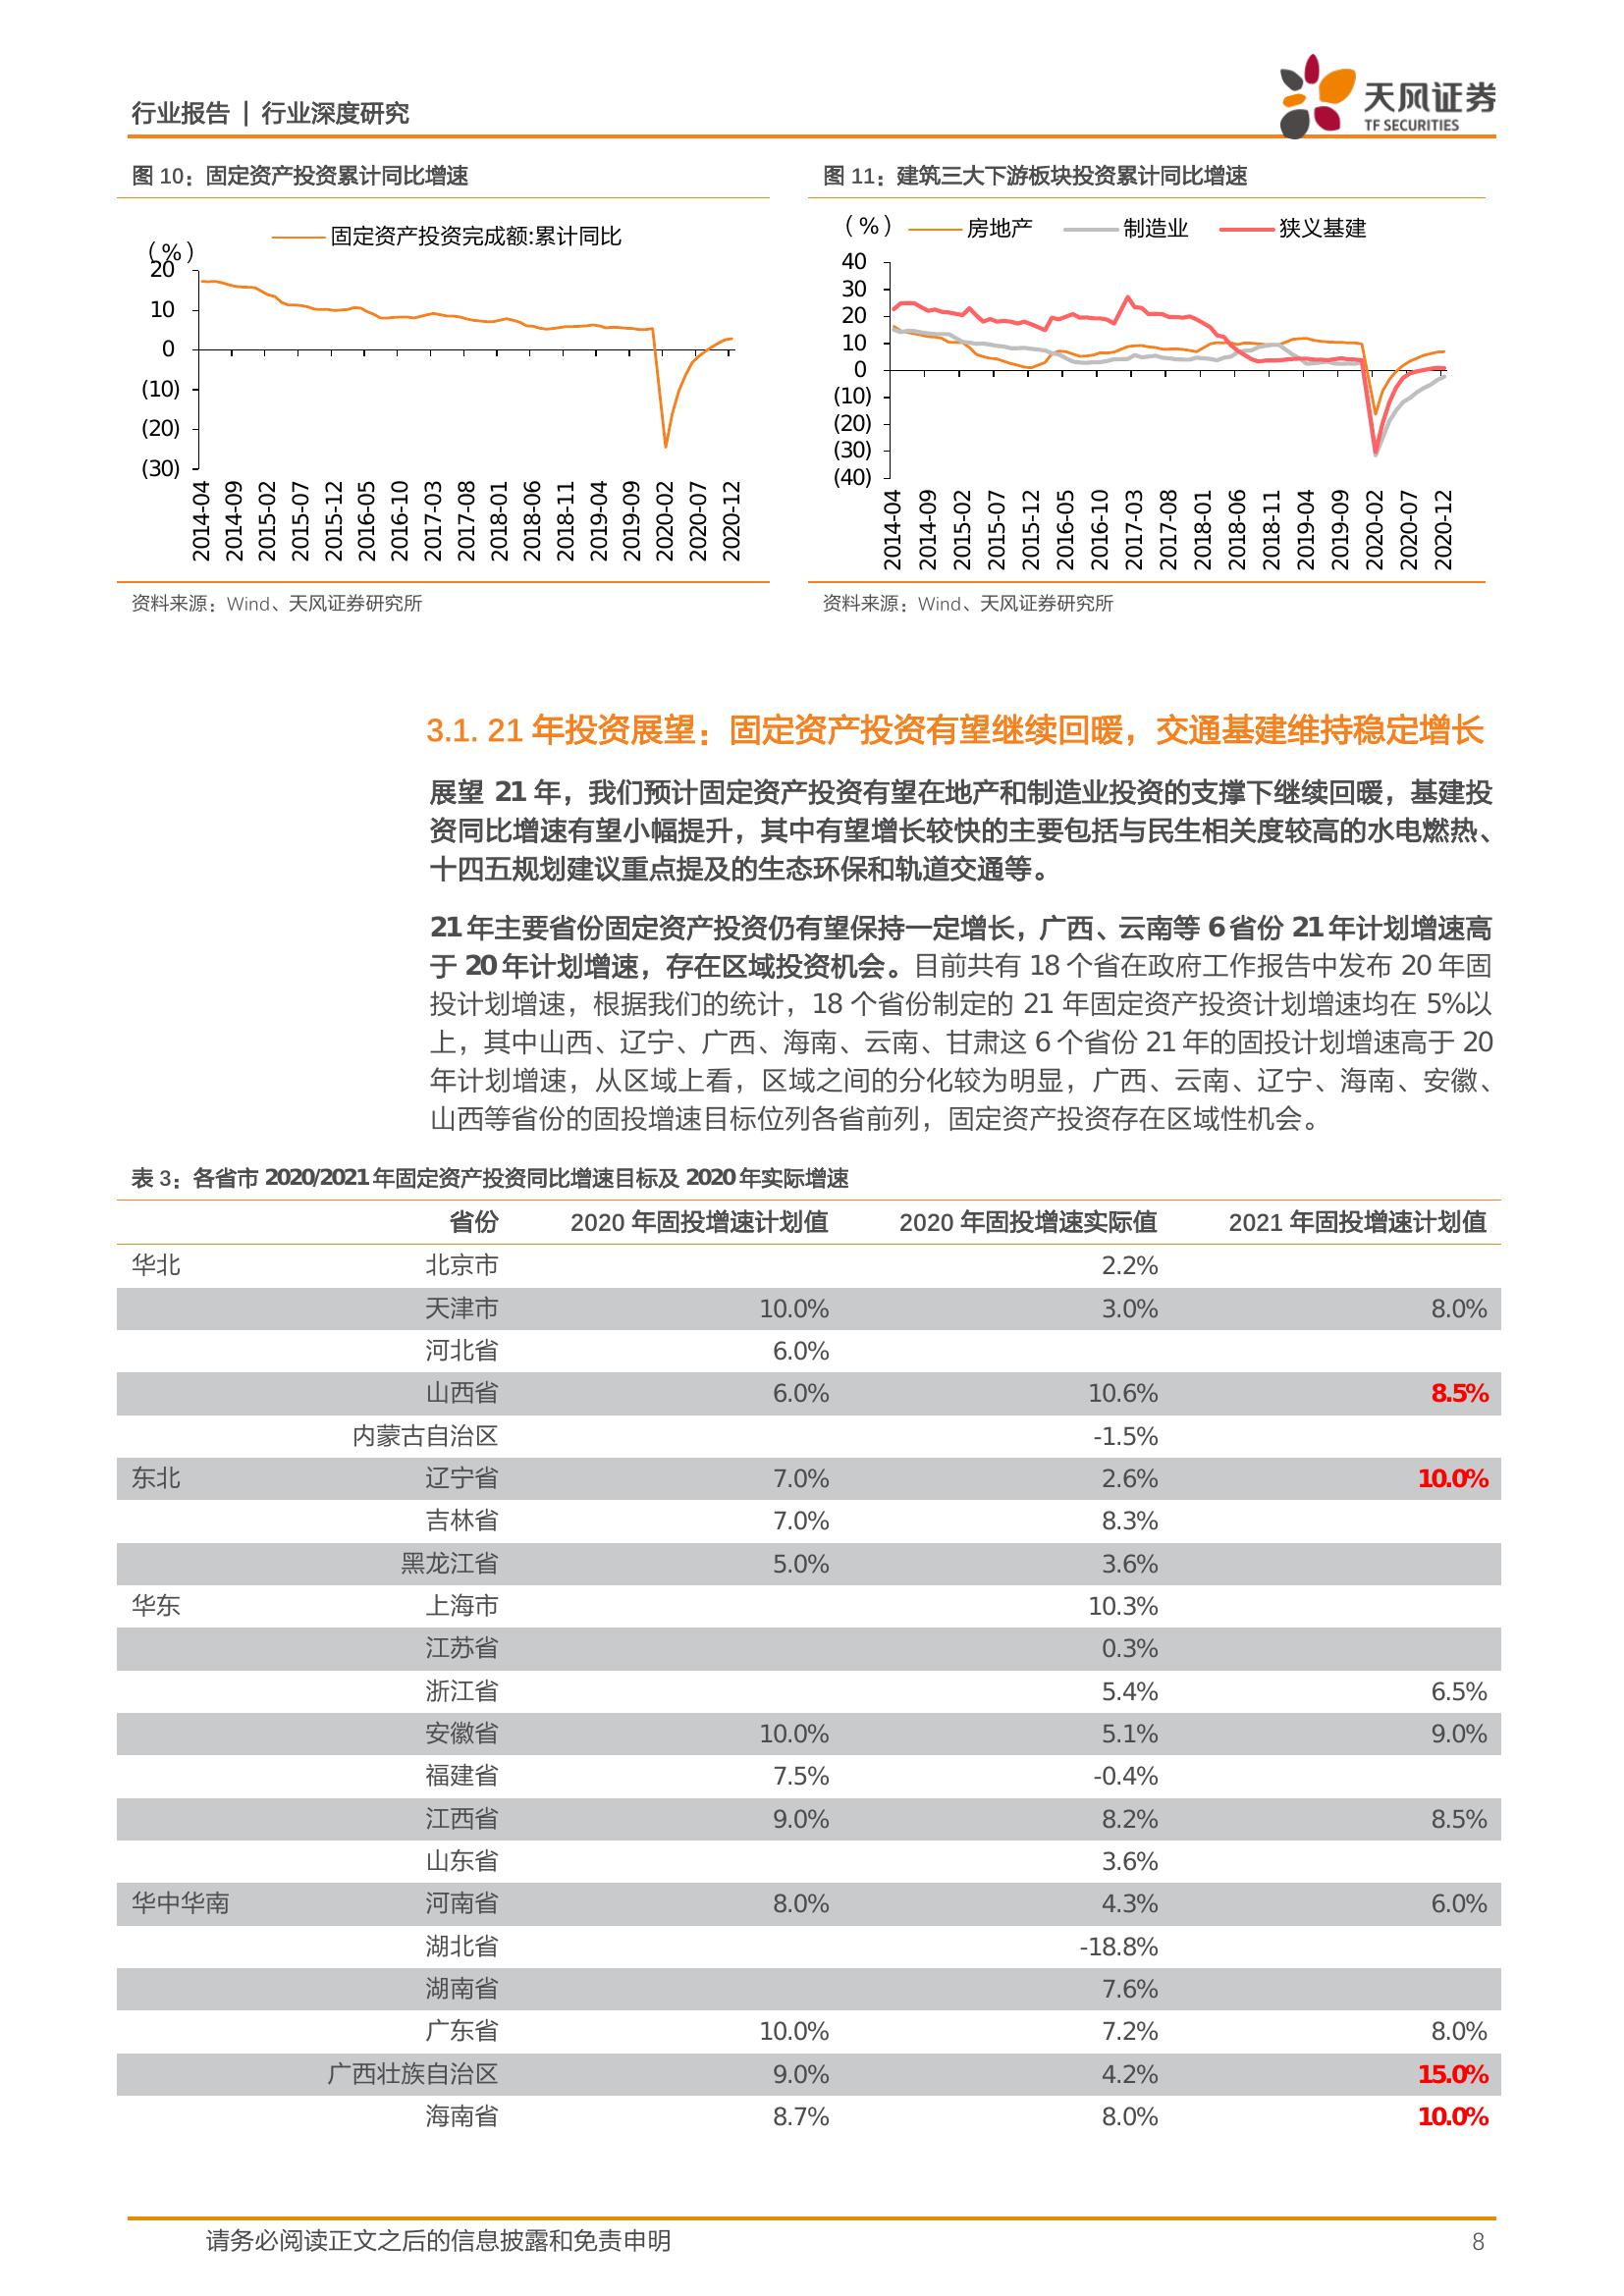 行业报告 | 行业深度研究
天风证券
TF SECURITIES
图 10：固定资产投资累计同比增速
固定资产投资完成额:累计同比
（%）
20
10
0
(10)
(20)
(30)
2014-04
2014-09
2015-02
2015-07
2015-12
2016-05
2016-10
2017-03
2017-08
2018-01
2018-06
2018-11
2019-04
2019-09
2020-02
2020-07
2020-12
资料来源：Wind、天风证券研究所
图 11：建筑三大下游板块投资累计同比增速
（%） 房地产 制造业 狭义基建
40
30
20
10
0
(10)
(20)
(30)
(40)
2014-04
2014-09
2015-02
2015-07
2015-12
2016-05
2016-10
2017-03
2017-08
2018-01
2018-06
2018-11
2019-04
2019-09
2020-02
2020-07
2020-12
资料来源：Wind、天风证券研究所
3.1. 21 年投资展望：固定资产投资有望继续回暖，交通基建维持稳定增长
展望 21 年，我们预计固定资产投资有望在地产和制造业投资的支撑下继续回暖，基建投
资同比增速有望小幅提升，其中有望增长较快的主要包括与民生相关度较高的水电燃热、
十四五规划建议重点提及的生态环保和轨道交通等。
21 年主要省份固定资产投资仍有望保持一定增长，广西、云南等 6 省份 21 年计划增速高
于 20 年计划增速，存在区域投资机会。目前共有 18 个省在政府工作报告中发布 20 年固
投计划增速，根据我们的统计，18 个省份制定的 21 年固定资产投资计划增速均在 5%以
上，其中山西、辽宁、广西、海南、云南、甘肃这 6 个省份 21 年的固投计划增速高于 20
年计划增速，从区域上看，区域之间的分化较为明显，广西、云南、辽宁、海南、安徽、
山西等省份的固投增速目标位列各省前列，固定资产投资存在区域性机会。
表 3：各省市 2020/2021 年固定资产投资同比增速目标及 2020 年实际增速
省份 2020 年固投增速计划值 2020 年固投增速实际值 2021 年固投增速计划值
华北 北京市 2.2%
天津市 10.0% 3.0% 8.0%
河北省 6.0%
山西省 6.0% 10.6% 8.5%
内蒙古自治区 -1.5%
东北 辽宁省 7.0% 2.6% 10.0%
吉林省 7.0% 8.3%
黑龙江省 5.0% 3.6%
华东 上海市 10.3%
江苏省 0.3%
浙江省 5.4% 6.5%
安徽省 10.0% 5.1% 9.0%
福建省 7.5% -0.4%
江西省 9.0% 8.2% 8.5%
山东省 3.6%
华中华南 河南省 8.0% 4.3% 6.0%
湖北省 -18.8%
湖南省 7.6%
广东省 10.0% 7.2% 8.0%
广西壮族自治区 9.0% 4.2% 15.0%
海南省 8.7% 8.0% 10.0%
请务必阅读正文之后的信息披露和免责申明 8